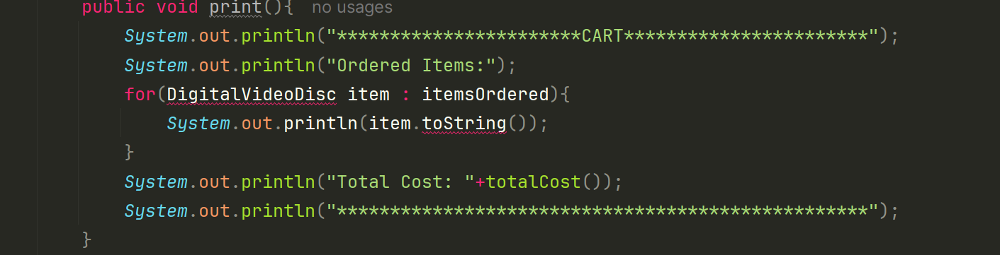 public void print(){ no usages
System.out.println("***********************CART***********************");
System.out.println("Ordered Items:");
for(DigitalVideoDisc item : itemsOrdered){
System.out.println(item.toString());
}
System.out.println("Total Cost: "+totalCost());
System.out.println("**************************************************");
}